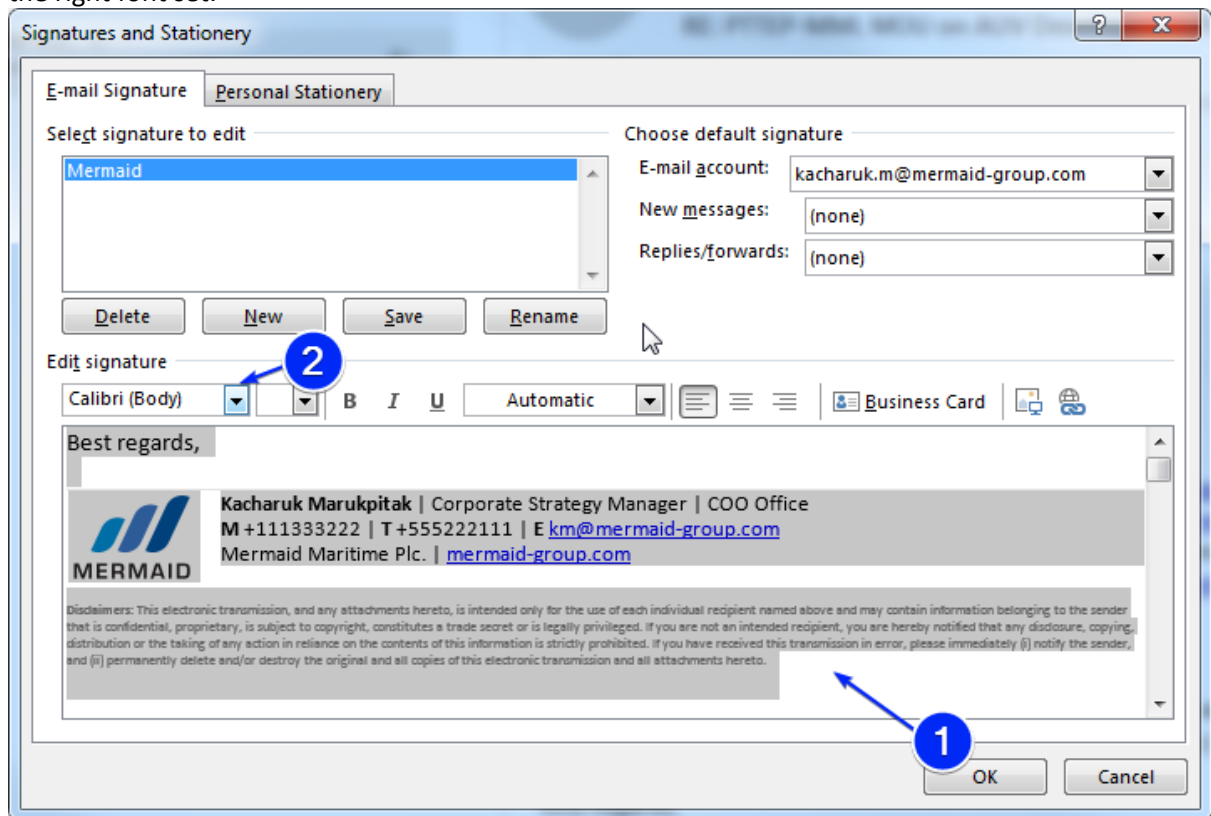 the right font set.
Signatures and Stationery
E-mail Signature
Personal Stationery
Select signature to edit
Choose default signature
Mermaid
E-mail account:
kacharuk.m@mermaid-group.com
New messages:
(none)
Replies/forwards:
(none)
Delete
New
Save
Rename
Edit signature
2
Calibri (Body)
B I U
Automatic
Business Card
Best regards,
MERMAID
Kacharuk Marukpitak | Corporate Strategy Manager | COO Office
M +111333222 | T +555222111 | E km@mermaid-group.com
Mermaid Maritime Plc. | mermaid-group.com
Disclaimers: This electronic transmission, and any attachments hereto, is intended only for the use of each individual recipient named above and may contain information belonging to the sender
that is confidential, proprietary, is subject to copyright, constitutes a trade secret or is legally privileged. If you are not an intended recipient, you are hereby notified that any disclosure, copying,
distribution or the taking of any action in reliance on the contents of this information is strictly prohibited. If you have received this transmission in error, please immediately (i) notify the sender,
and (ii) permanently delete and/or destroy the original and all copies of this electronic transmission and all attachments hereto.
1
OK
Cancel